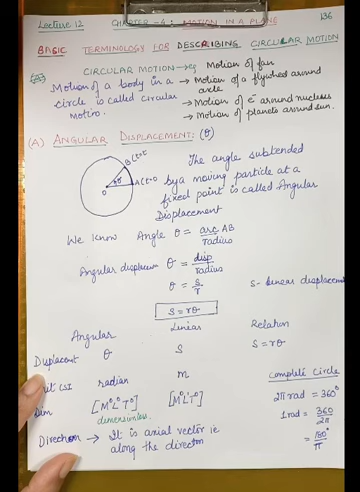 Lecture 12 CHAPTER-4: MOTION IN A PLANE 136
BASIC TERMINOLOGY FOR DESCRIBING CIRCULAR MOTION
CIRCULAR MOTION → eg Motion of fan
Motion of a body in a → Motion of a flywheel around
circle is called circular axle
motion. → Motion of e⁻ around nucleus
→ Motion of planets around sun.
(A) ANGULAR DISPLACEMENT: (θ)
B (t=t
θ
A (t=0
O
The angle subtended
by a moving particle at a
fixed point is called Angular
Displacement
We Know Angle θ = arc AB / radius
Angular θ = disp / radius
θ = s/r S - Linear displacement
S = rθ
Angular Linear Relation
θ S S = rθ
radian m
[M⁰L⁰T⁰] [M⁰L¹T⁰]
dimensionless
Direction → It is axial vector ie
along the direction
Complete Circle
2π rad = 360°
1 rad = 360 / 2π
= 180° / π